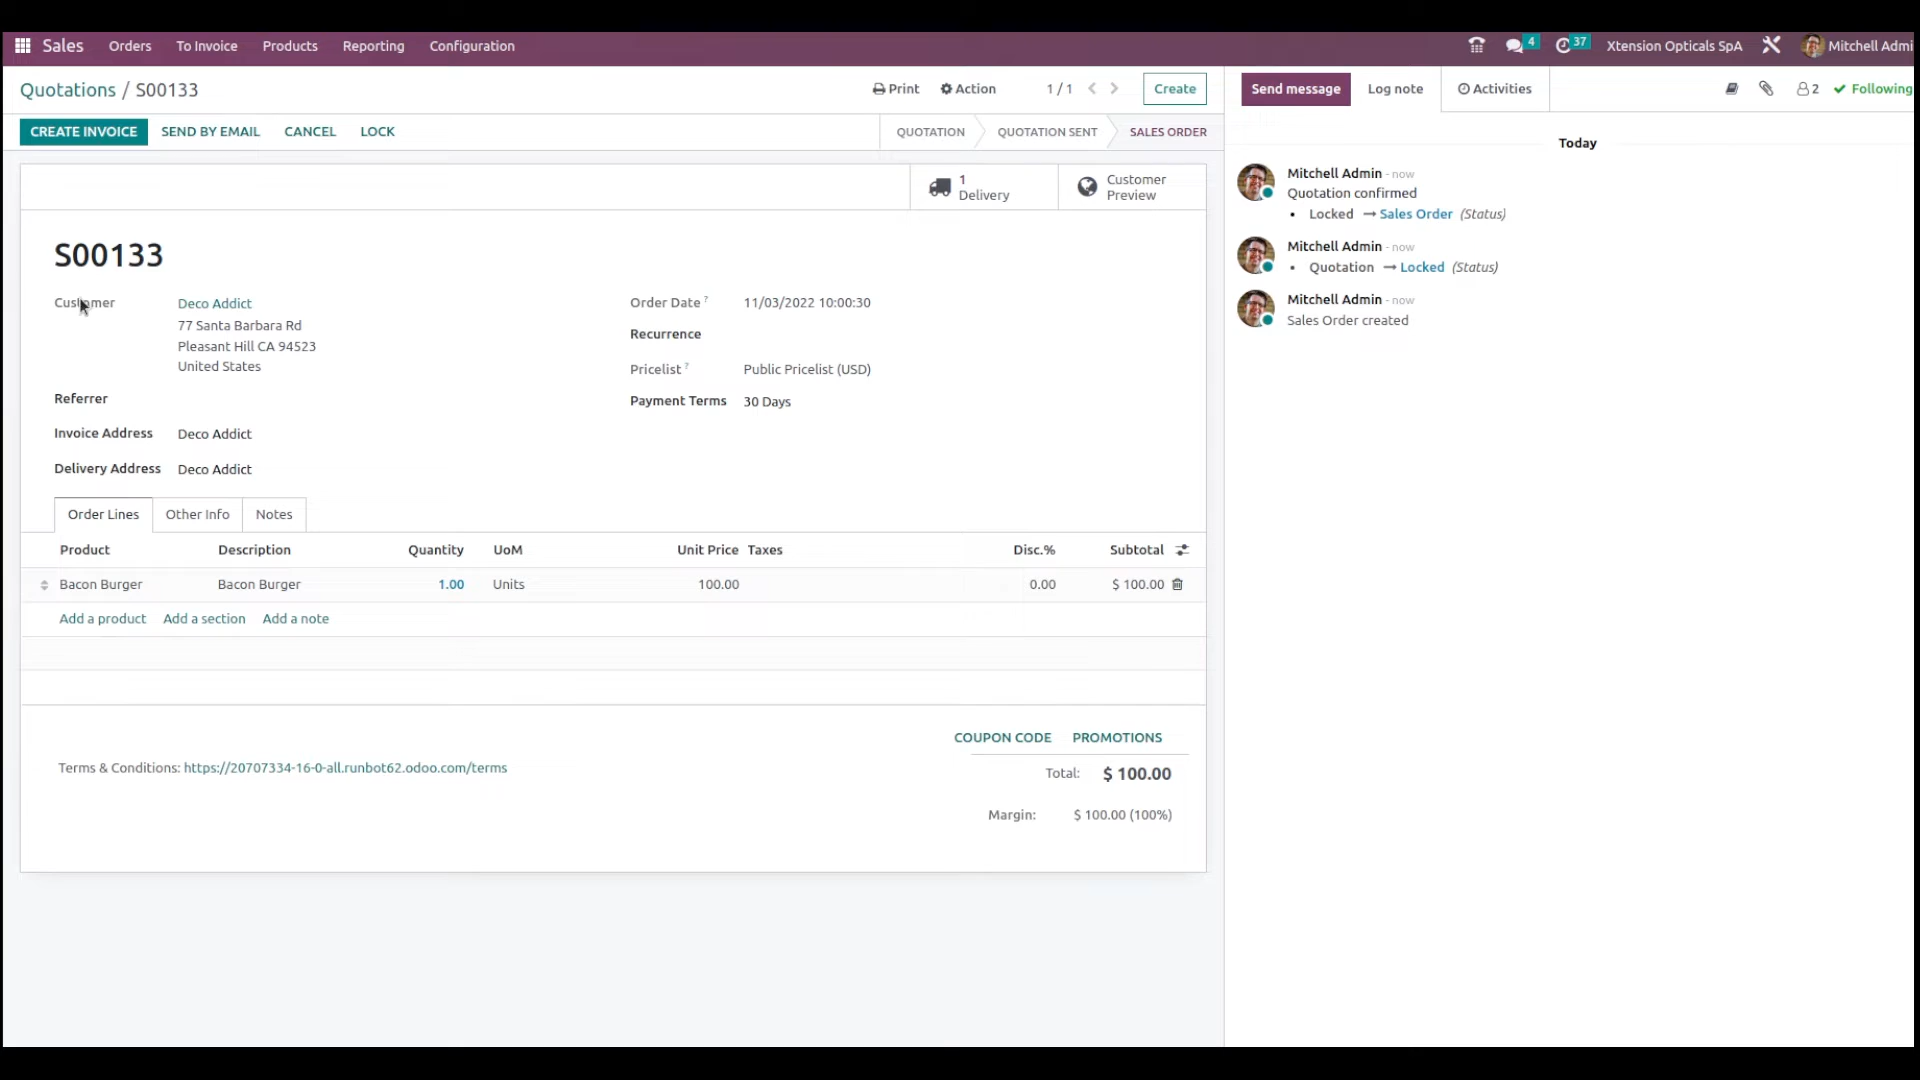 Sales Orders To Invoice Products Reporting Configuration 4 37 Xtension Opticals SpA Mitchell Admi
Quotations / S00133 Print Action 1 / 1 Create
CREATE INVOICE SEND BY EMAIL CANCEL LOCK QUOTATION QUOTATION SENT SALES ORDER
1
Delivery
Customer
Preview
S00133
Customer Deco Addict
77 Santa Barbara Rd
Pleasant Hill CA 94523
United States
Referrer
Invoice Address Deco Addict
Delivery Address Deco Addict
Order Date ? 11/03/2022 10:00:30
Recurrence
Pricelist ? Public Pricelist (USD)
Payment Terms 30 Days
Order Lines Other Info Notes
Product Description Quantity UoM Unit Price Taxes Disc.% Subtotal
Bacon Burger Bacon Burger 1.00 Units 100.00 0.00 $ 100.00
Add a product Add a section Add a note
COUPON CODE PROMOTIONS
Terms & Conditions: https://20707334-16-0-all.runbot62.odoo.com/terms
Total: $ 100.00
Margin: $ 100.00 (100%)
Send message Log note Activities 2 Following
Today
Mitchell Admin - now
Quotation confirmed
• Locked → Sales Order (Status)
Mitchell Admin - now
• Quotation → Locked (Status)
Mitchell Admin - now
Sales Order created